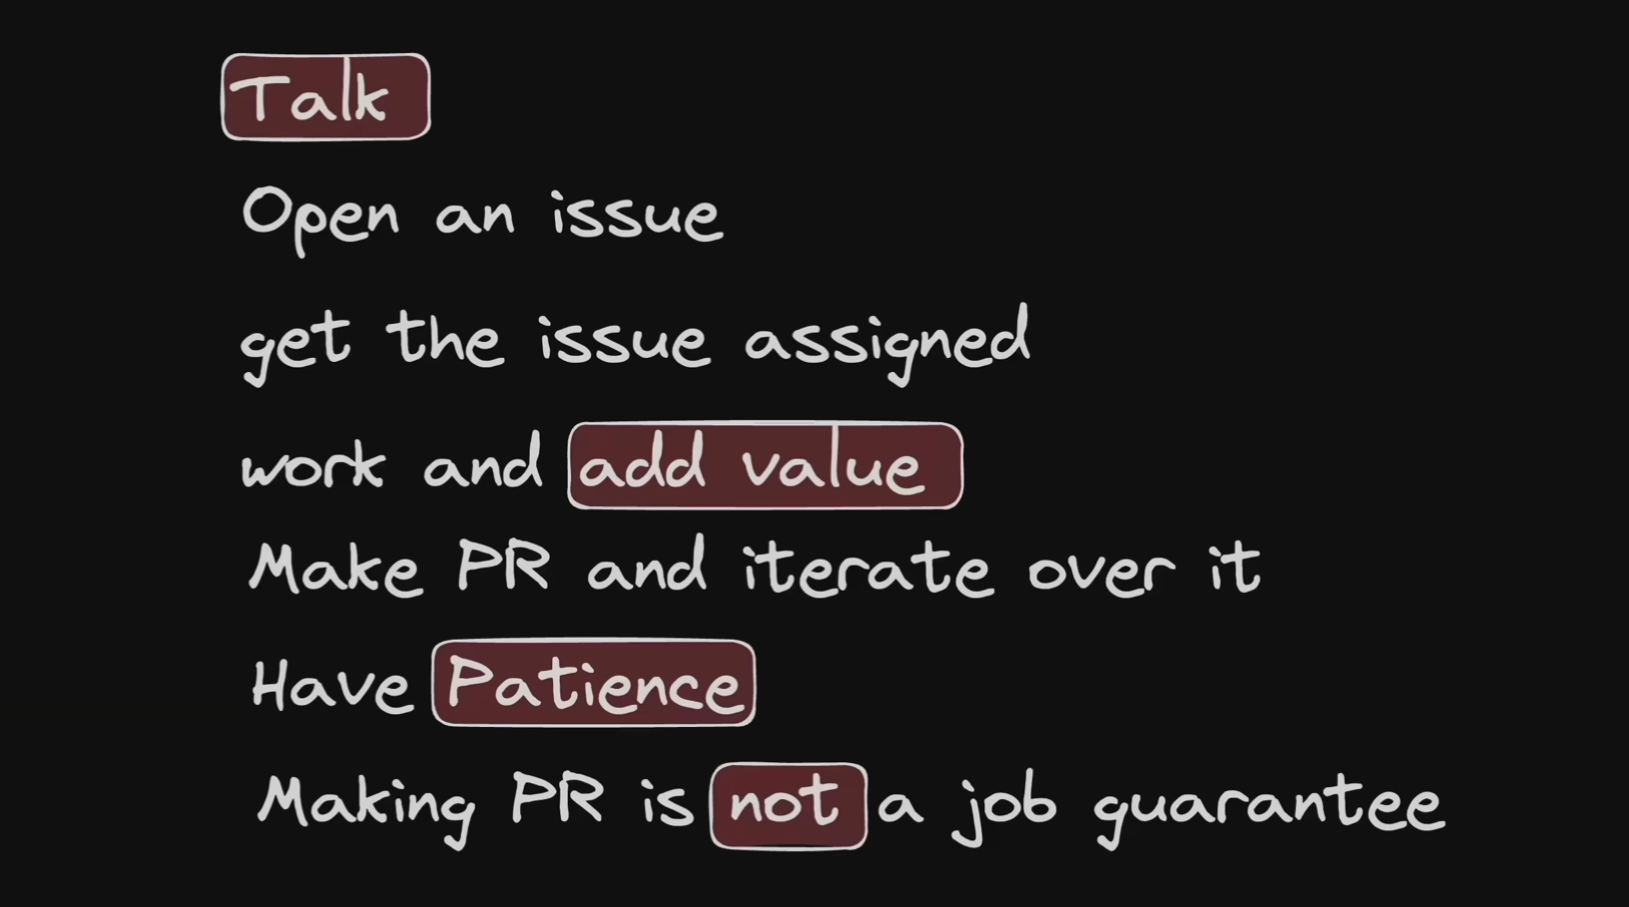 Talk
Open an issue
get the issue assigned
work and add value
Make PR and iterate over it
Have Patience
Making PR is not a job guarantee